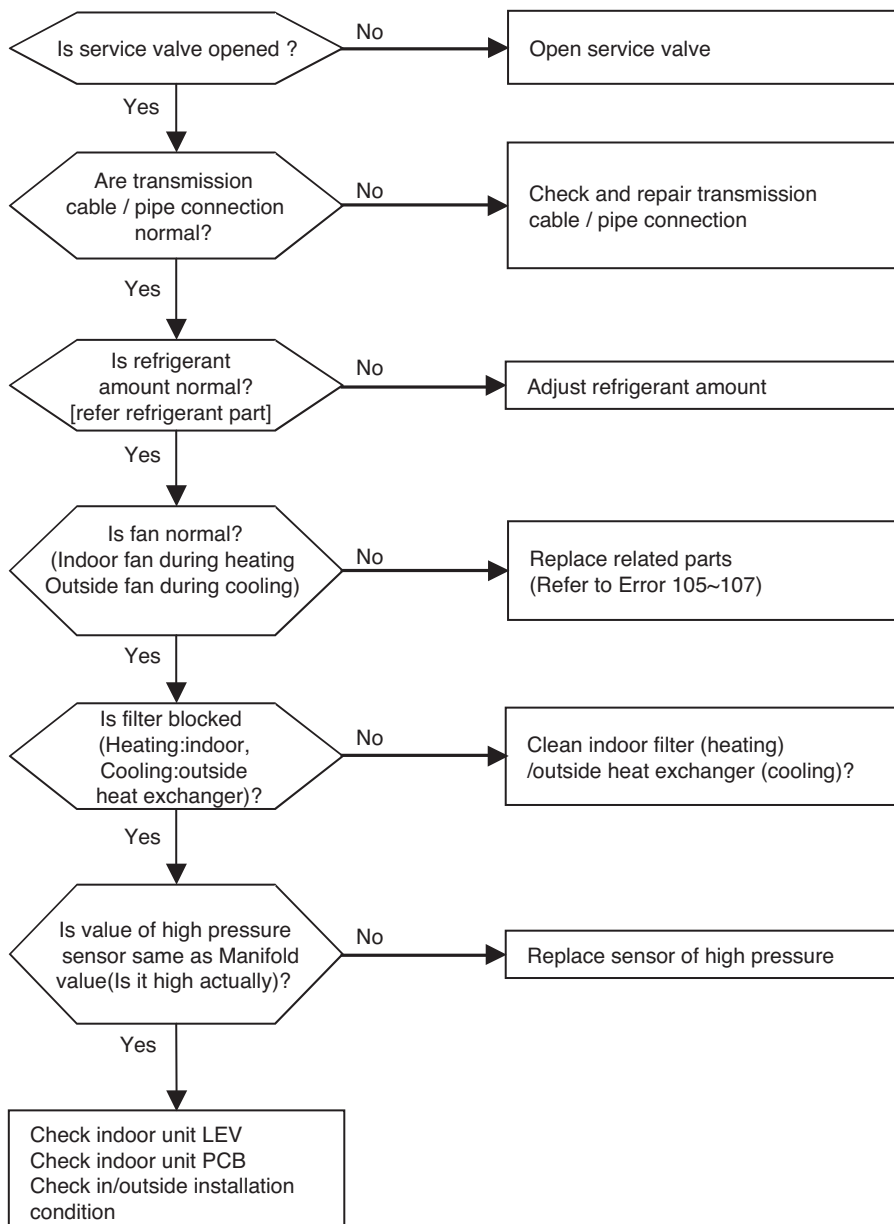 Is service valve opened ?
No
Open service valve
Yes
Are transmission
cable / pipe connection
normal?
No
Check and repair transmission
cable / pipe connection
Yes
Is refrigerant
amount normal?
[refer refrigerant part]
No
Adjust refrigerant amount
Yes
Is fan normal?
(Indoor fan during heating
Outside fan during cooling)
No
Replace related parts
(Refer to Error 105~107)
Yes
Is filter blocked
(Heating:indoor,
Cooling:outside
heat exchanger)?
No
Clean indoor filter (heating)
/outside heat exchanger (cooling)?
Yes
Is value of high pressure
sensor same as Manifold
value(Is it high actually)?
No
Replace sensor of high pressure
Yes
Check indoor unit LEV
Check indoor unit PCB
Check in/outside installation
condition